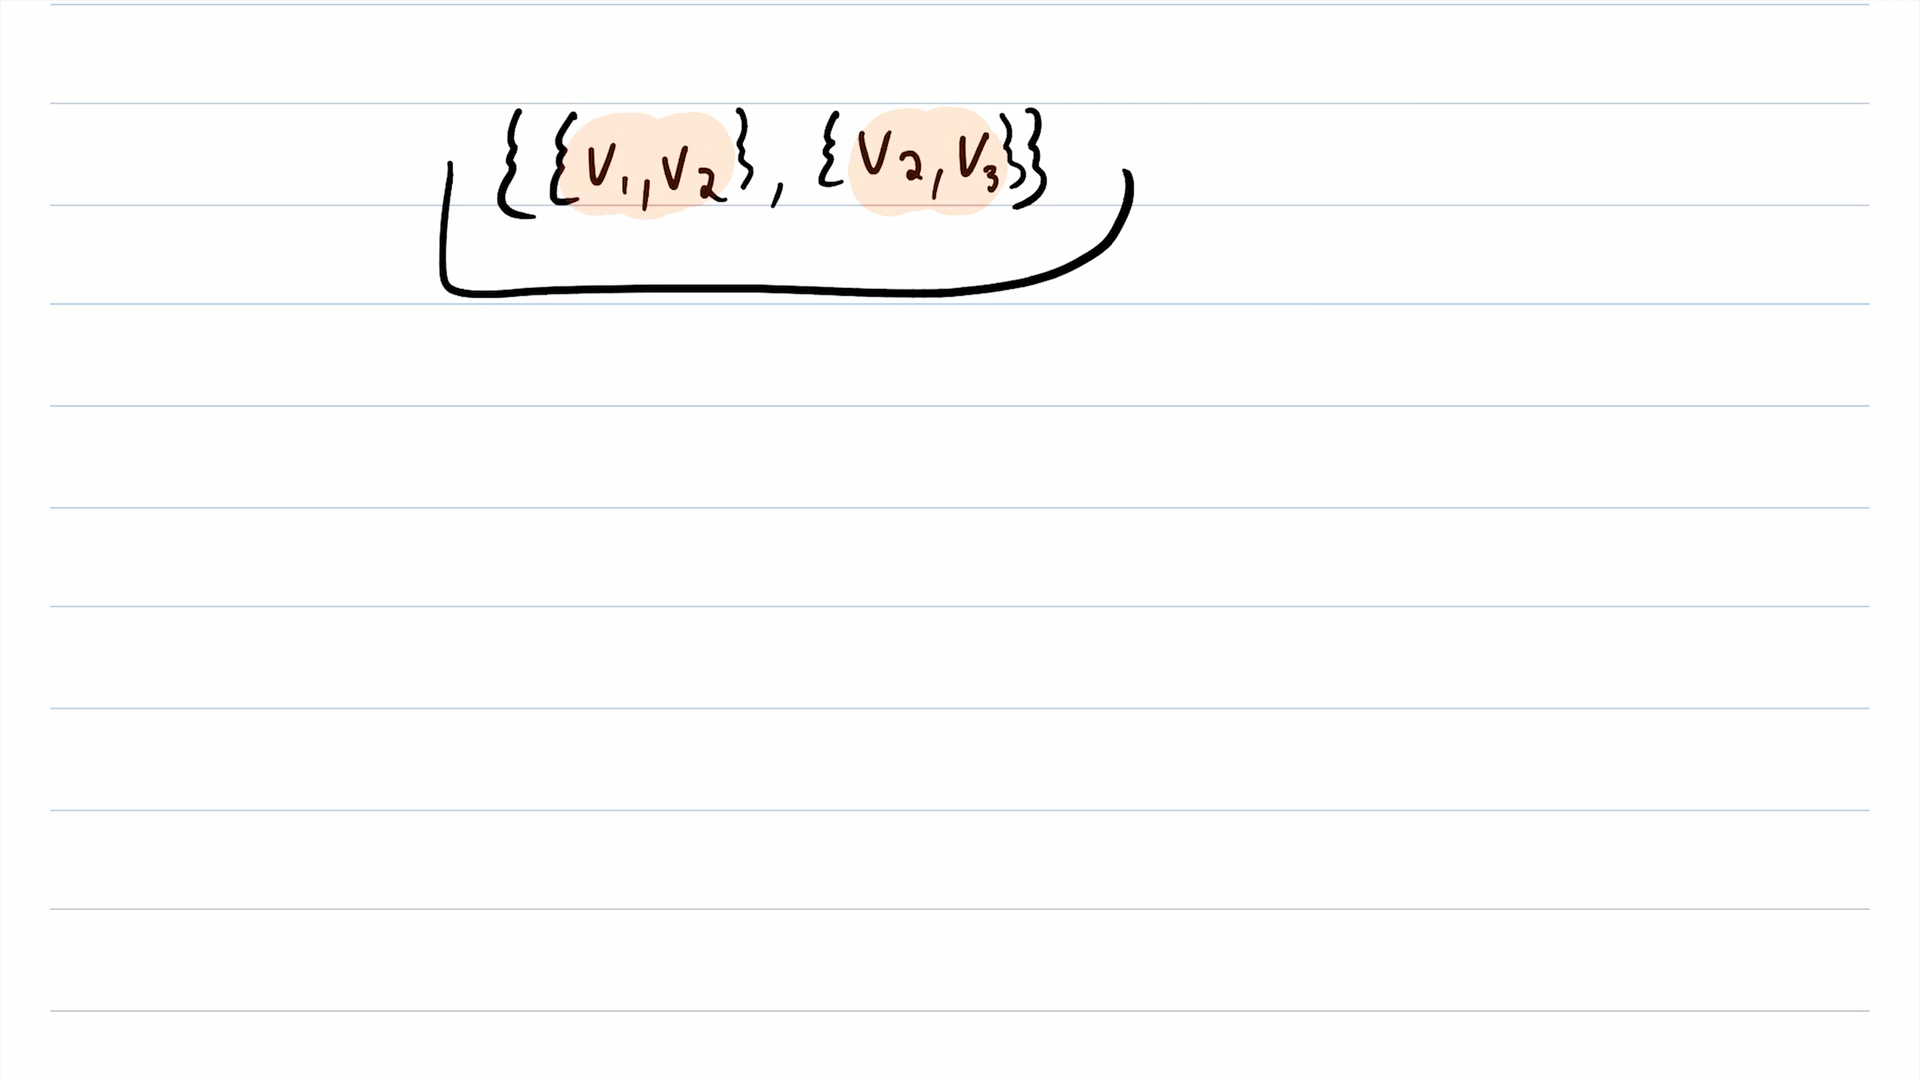 { {V₁, V₂}, {V₂, V₃}}